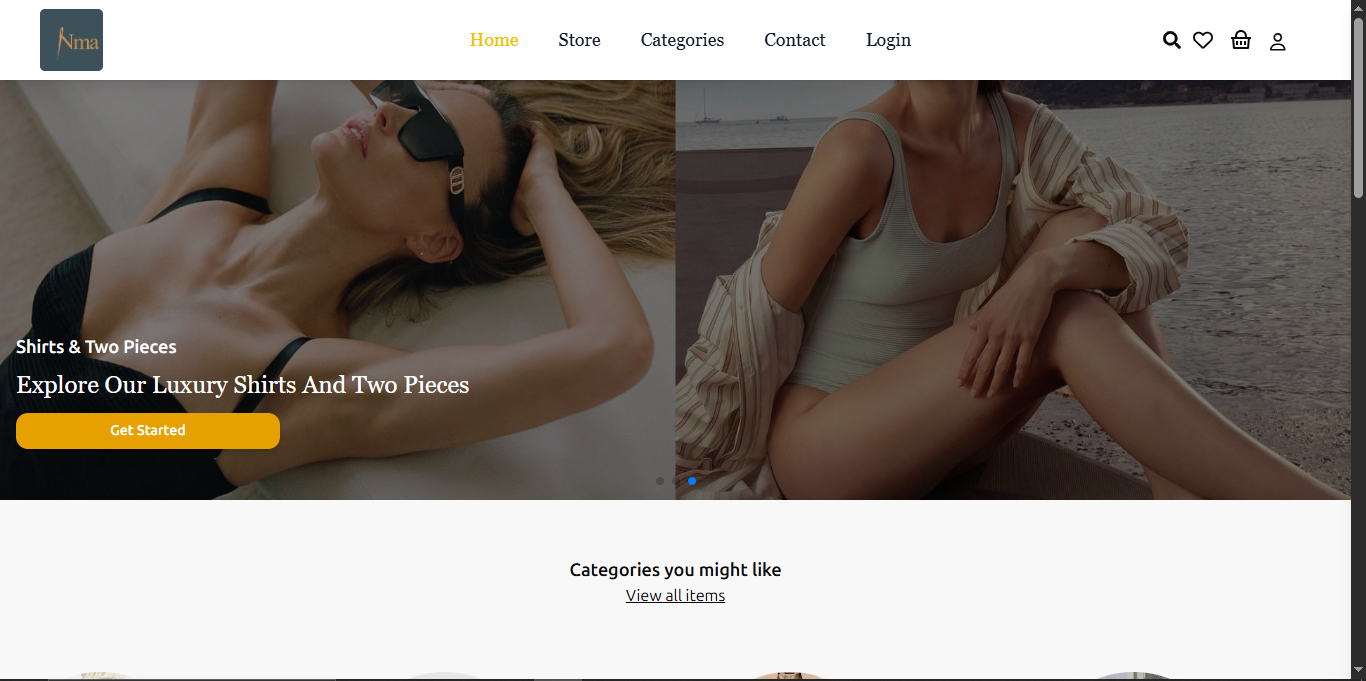 Nma
Home
Store
Categories
Contact
Login
Shirts & Two Pieces
Explore Our Luxury Shirts And Two Pieces
Get Started
Categories you might like
View all items